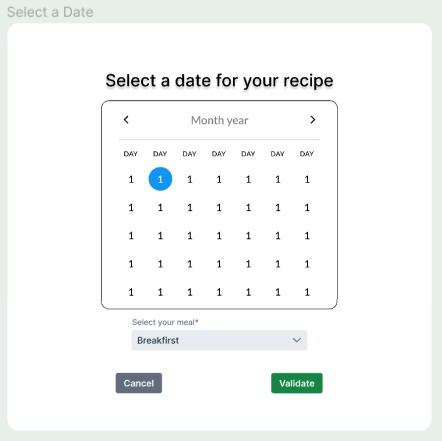 Select a Date
Select a date for your recipe
Month year
DAY DAY DAY DAY DAY DAY DAY
1 1 1 1 1 1 1
1 1 1 1 1 1 1
1 1 1 1 1 1 1
1 1 1 1 1 1 1
1 1 1 1 1 1 1
Select your meal*
Breakfirst
Cancel Validate